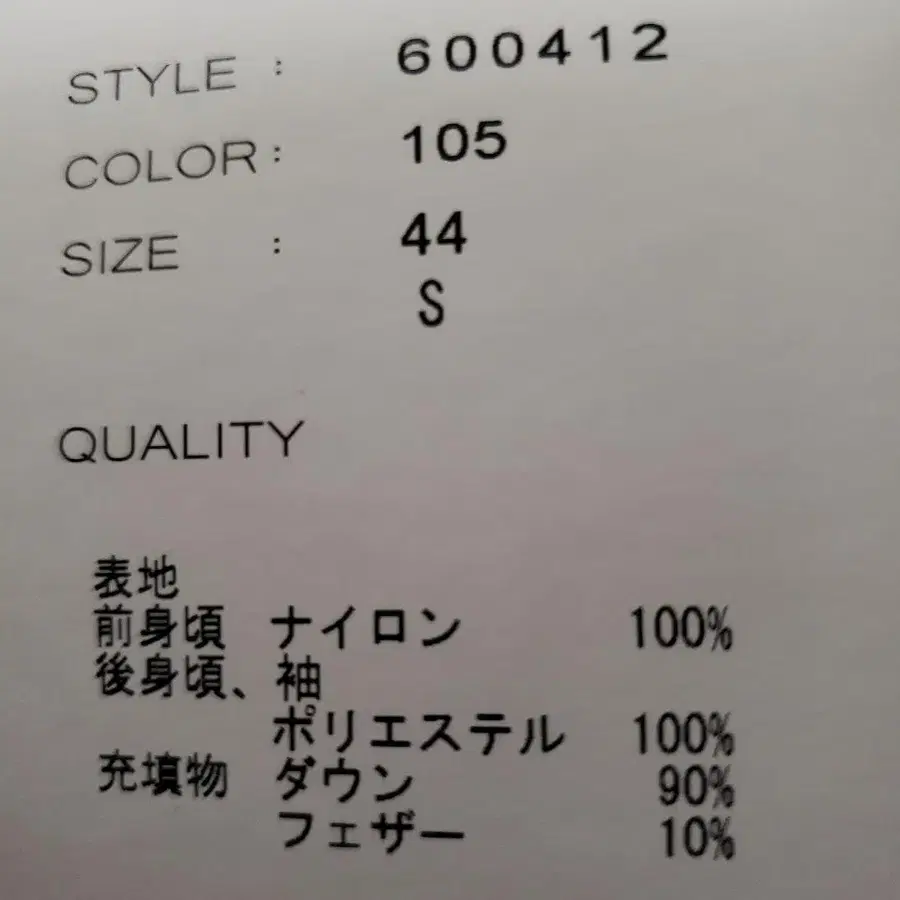 STYLE : 600412
COLOR : 105
SIZE : 44
S
QUALITY
表地
前身頃 ナイロン 100%
後身頃、袖
ポリエステル 100%
充填物 ダウン 90%
フェザー 10%